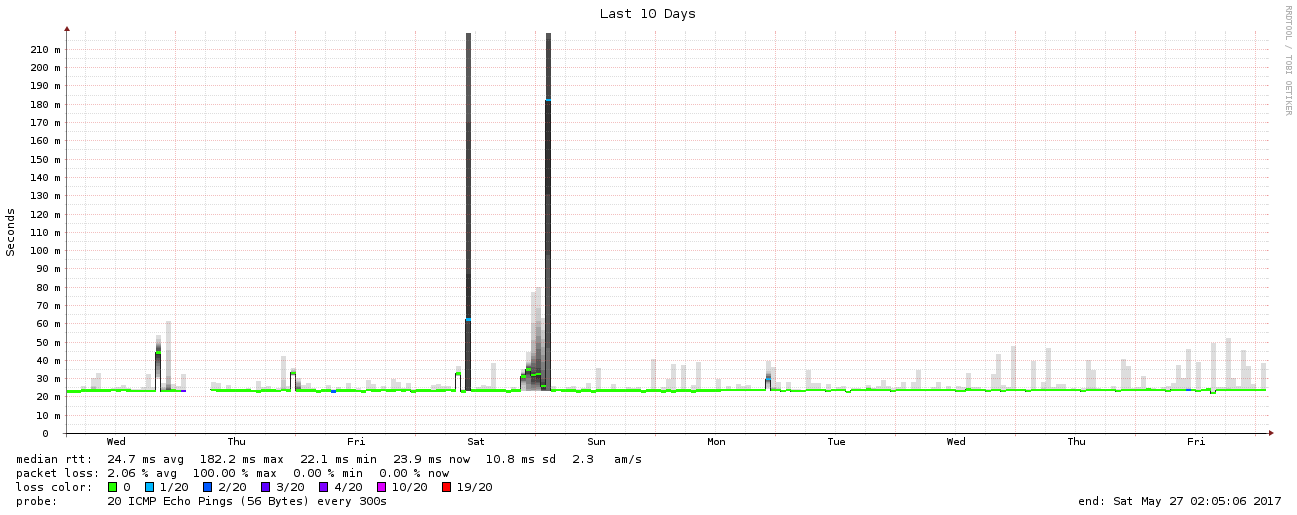 Last 10 Days
RRDTOOL / TOBI OETIKER
Seconds
210 m
200 m
190 m
180 m
170 m
160 m
150 m
140 m
130 m
120 m
110 m
100 m
90 m
80 m
70 m
60 m
50 m
40 m
30 m
20 m
10 m
0
Wed Thu Fri Sat Sun Mon Tue Wed Thu Fri
median rtt: 24.7 ms avg 182.2 ms max 22.1 ms min 23.9 ms now 10.8 ms sd 2.3 am/s
packet loss: 2.06 % avg 100.00 % max 0.00 % min 0.00 % now
loss color: 0 1/20 2/20 3/20 4/20 10/20 19/20
probe: 20 ICMP Echo Pings (56 Bytes) every 300s end: Sat May 27 02:05:06 2017